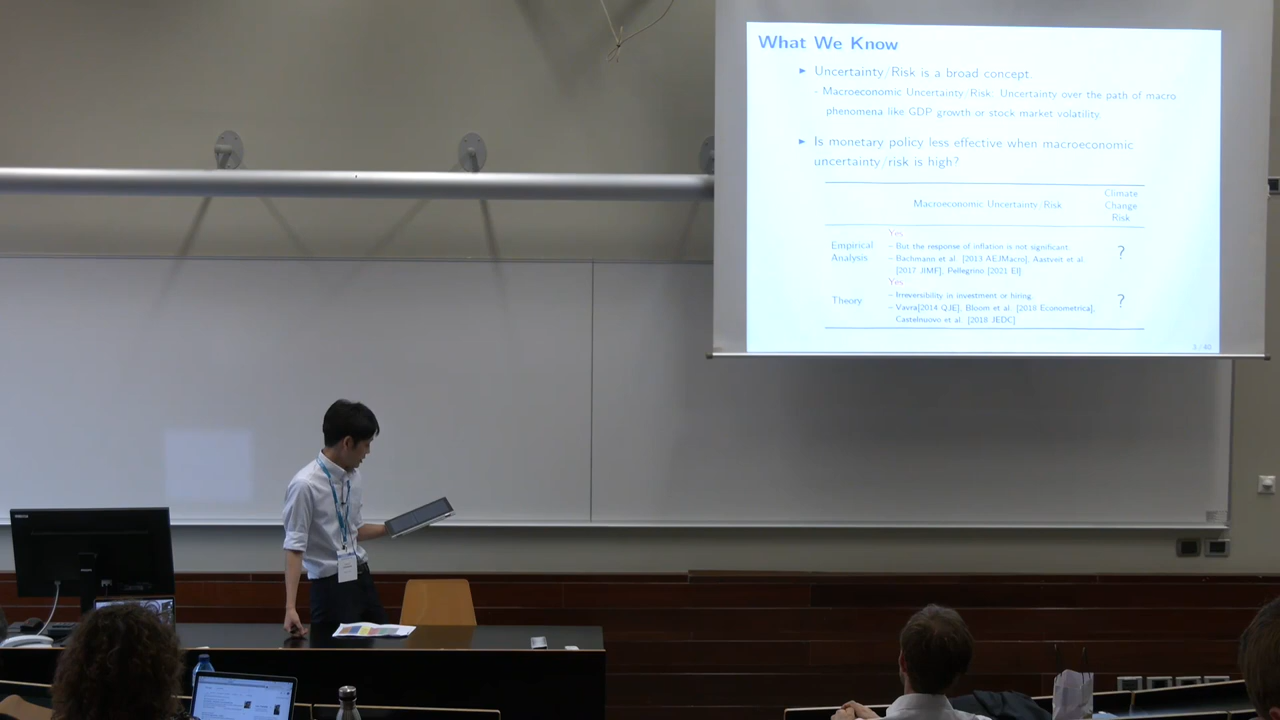 What We Know
► Uncertainty/Risk is a broad concept.
- Macroeconomic Uncertainty/Risk: Uncertainty over the path of macro
phenomena like GDP growth or stock market volatility.
► Is monetary policy less effective when macroeconomic
uncertainty/risk is high?
Macroeconomic Uncertainty/Risk
Climate
Change
Risk
Empirical
Analysis
Yes
– But the response of inflation is not significant
– Bachmann et al. [2013 AEJMacro], Aastveit et al.
[2017 JIMF], Pellegrino [2021 EI]
?
Theory
Yes
– Irreversibility in investment or hiring.
– Vavra[2014 QJE], Bloom et al. [2018 Econometrica],
Castelnuovo et al. [2018 JEDC]
?
3 / 40